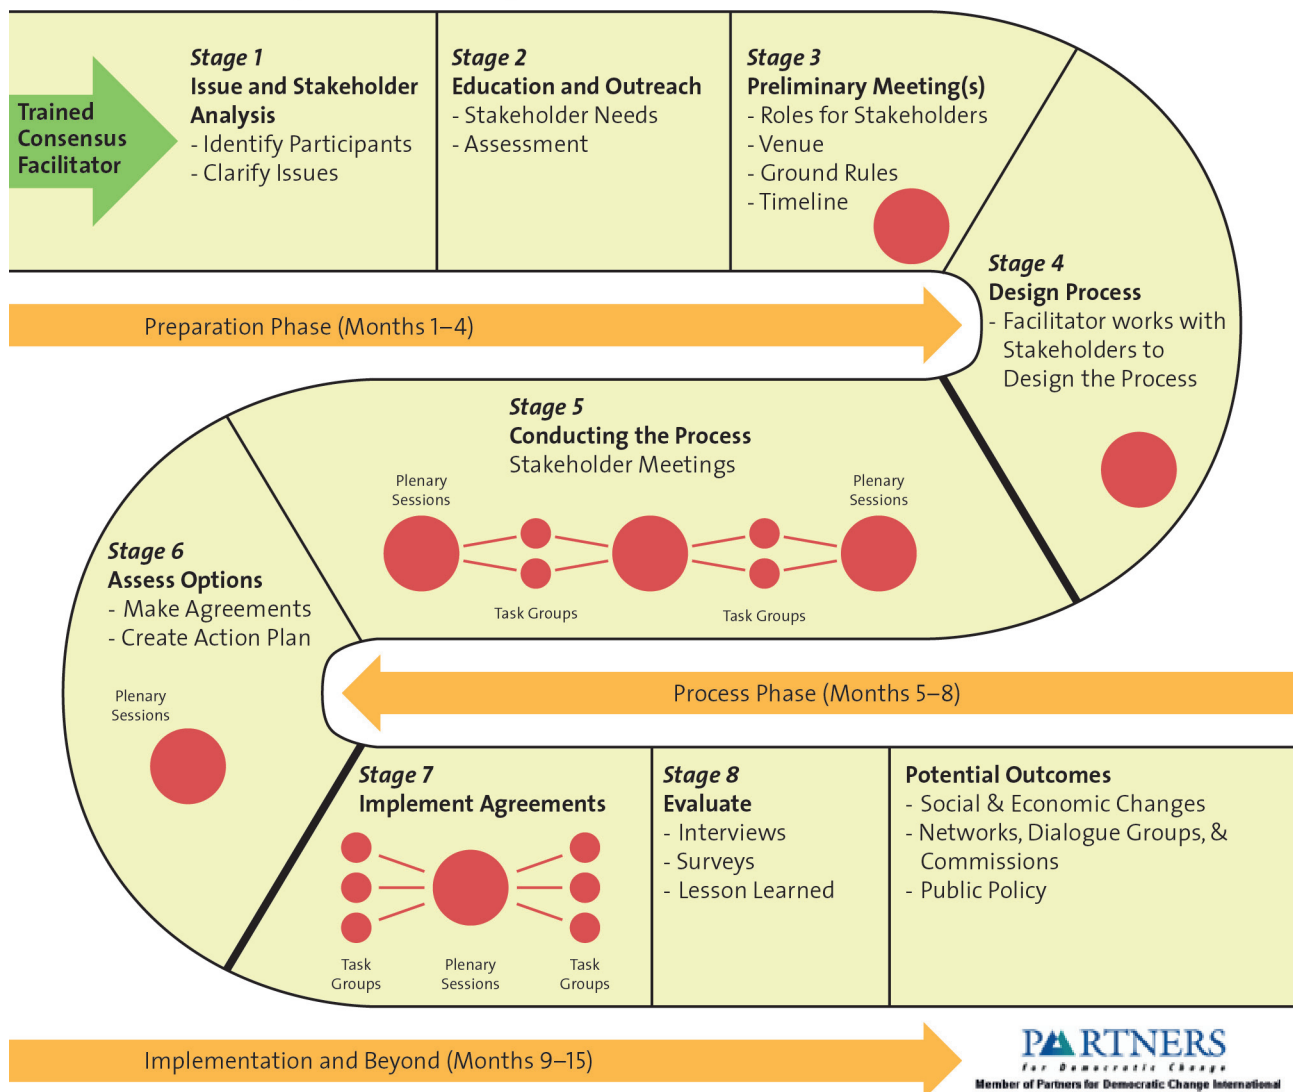 Trained
Consensus
Facilitator
Stage 1
Issue and Stakeholder
Analysis
- Identify Participants
- Clarify Issues
Stage 2
Education and Outreach
- Stakeholder Needs
- Assessment
Stage 3
Preliminary Meeting(s)
- Roles for Stakeholders
- Venue
- Ground Rules
- Timeline
Stage 4
Design Process
- Facilitator works with
Stakeholders to
Design the Process
Preparation Phase (Months 1–4)
Stage 5
Conducting the Process
Stakeholder Meetings
Plenary
Sessions
Plenary
Sessions
Task Groups
Task Groups
Stage 6
Assess Options
- Make Agreements
- Create Action Plan
Plenary
Sessions
Process Phase (Months 5–8)
Stage 7
Implement Agreements
Task
Groups
Plenary
Sessions
Task
Groups
Stage 8
Evaluate
- Interviews
- Surveys
- Lesson Learned
Potential Outcomes
- Social & Economic Changes
- Networks, Dialogue Groups, &
Commissions
- Public Policy
Implementation and Beyond (Months 9–15)
PARTNERS
for Democratic Change
Member of Partners for Democratic Change International